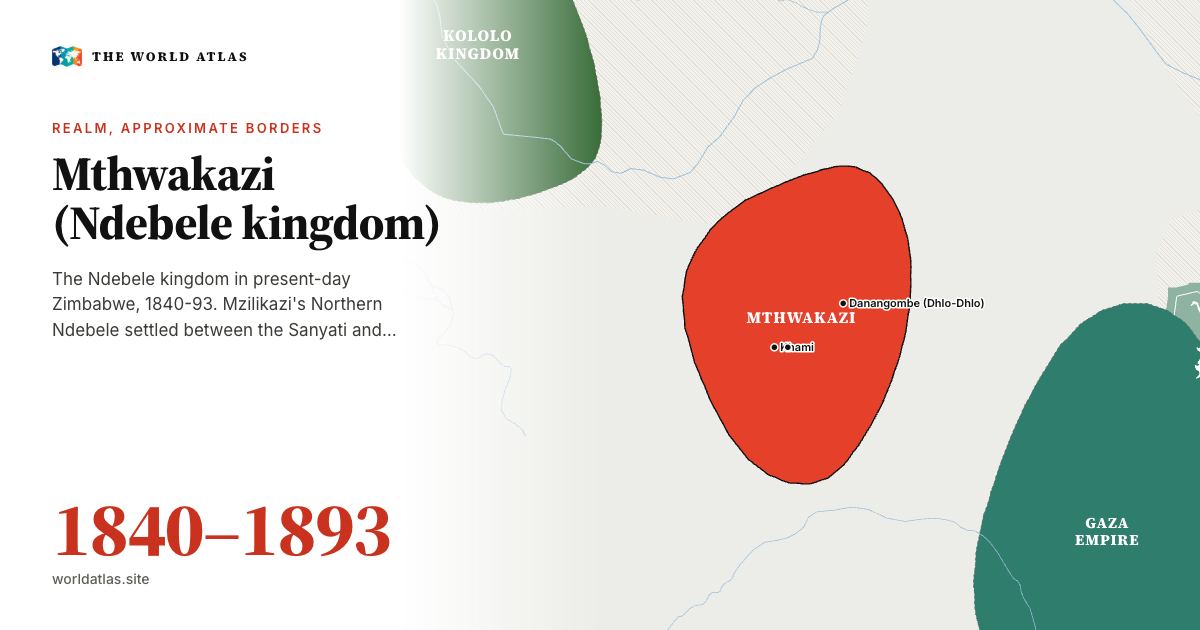 THE WORLD ATLAS
REALM, APPROXIMATE BORDERS
Mthwakazi
(Ndebele kingdom)
The Ndebele kingdom in present-day
Zimbabwe, 1840-93. Mzilikazi's Northern
Ndebele settled between the Sanyati and...
1840–1893
worldatlas.site
KOLOLO
KINGDOM
Danangombe (Dhlo-Dhlo)
MTHWAKAZI
Khami
GAZA
EMPIRE